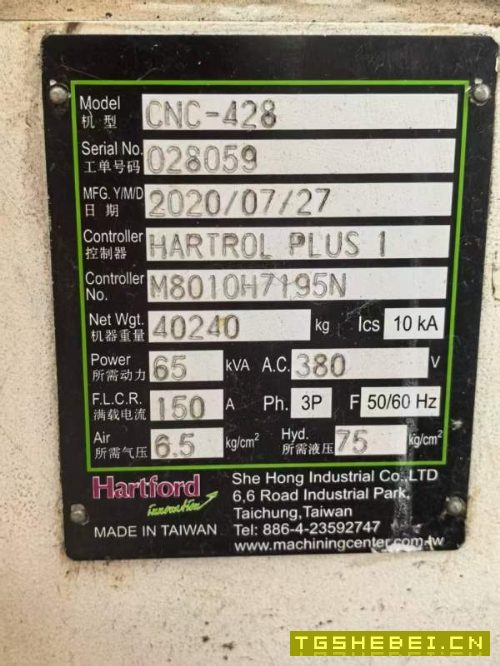 Model CNC-428
机型
Serial No. 028059
工单号码
MFG. Y/M/D 2020/07/27
日期
Controller HARTROL PLUS 1
控制器
Controller No. M8010H7195N
Net Wgt. 40240 kg Ics 10 kA
机器重量
Power 65 kVA A.C. 380 V
所需动力
F.L.C.R. 150 A Ph. 3P F 50/60 Hz
满载电流
Air 6.5 kg/cm² Hyd. 75 kg/cm²
所需气压 所需液压
Hartford She Hong Industrial Co.,LTD
innovation 6,6 Road Industrial Park,
Taichung,Taiwan
MADE IN TAIWAN Tel: 886-4-23592747
www.machiningcenter.com.tw
TGSHEBEI.CN